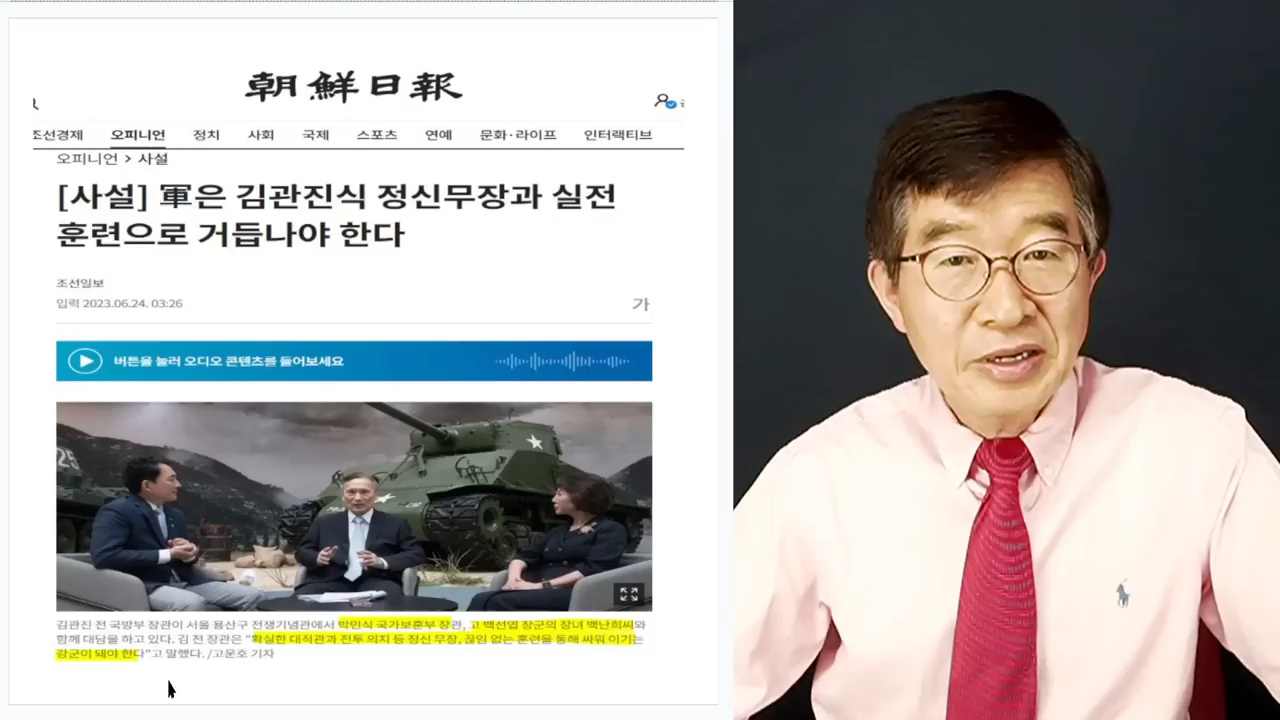 朝鮮日報
조선경제 오피니언 정치 사회 국제 스포츠 연예 문화·라이프 인터랙티브
오피니언 > 사설
[사설] 軍은 김관진식 정신무장과 실전
훈련으로 거듭나야 한다
조선일보
입력 2023.06.24. 03:26
가
버튼을 눌러 오디오 콘텐츠를 들어보세요
25
김관진 전 국방부 장관이 서울 용산구 전쟁기념관에서 박민식 국가보훈부 장관, 고 백선엽 장군의 장녀 백남희씨와
함께 대담을 하고 있다. 김 전 장관은 "확실한 대적관과 전투 의지 등 정신 무장, 끊임 없는 훈련을 통해 싸워 이기는
강군이 돼야 한다"고 말했다. /고운호 기자